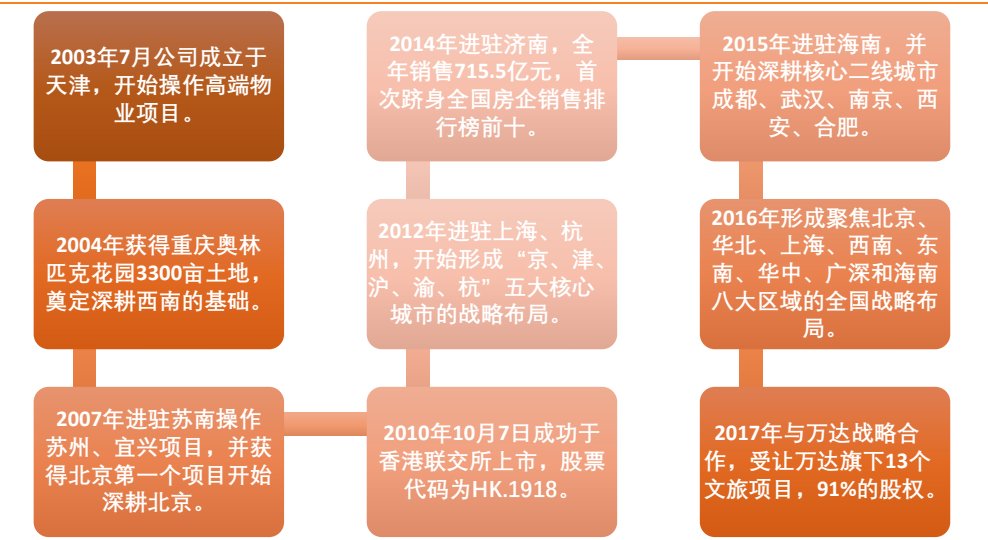 2003年7月公司成立于
天津，开始操作高端物
业项目。
2004年获得重庆奥林
匹克花园3300亩土地，
奠定深耕西南的基础。
2007年进驻苏南操作
苏州、宜兴项目，并获
得北京第一个项目开始
深耕北京。
2010年10月7日成功于
香港联交所上市，股票
代码为HK.1918。
2012年进驻上海、杭
州，开始形成“京、津、
沪、渝、杭”五大核心
城市的战略布局。
2014年进驻济南，全
年销售715.5亿元，首
次跻身全国房企销售排
行榜前十。
2015年进驻海南，并
开始深耕核心二线城市
成都、武汉、南京、西
安、合肥。
2016年形成聚焦北京、
华北、上海、西南、东
南、华中、广深和海南
八大区域的全国战略布
局。
2017年与万达战略合
作，受让万达旗下13个
文旅项目，91%的股权。